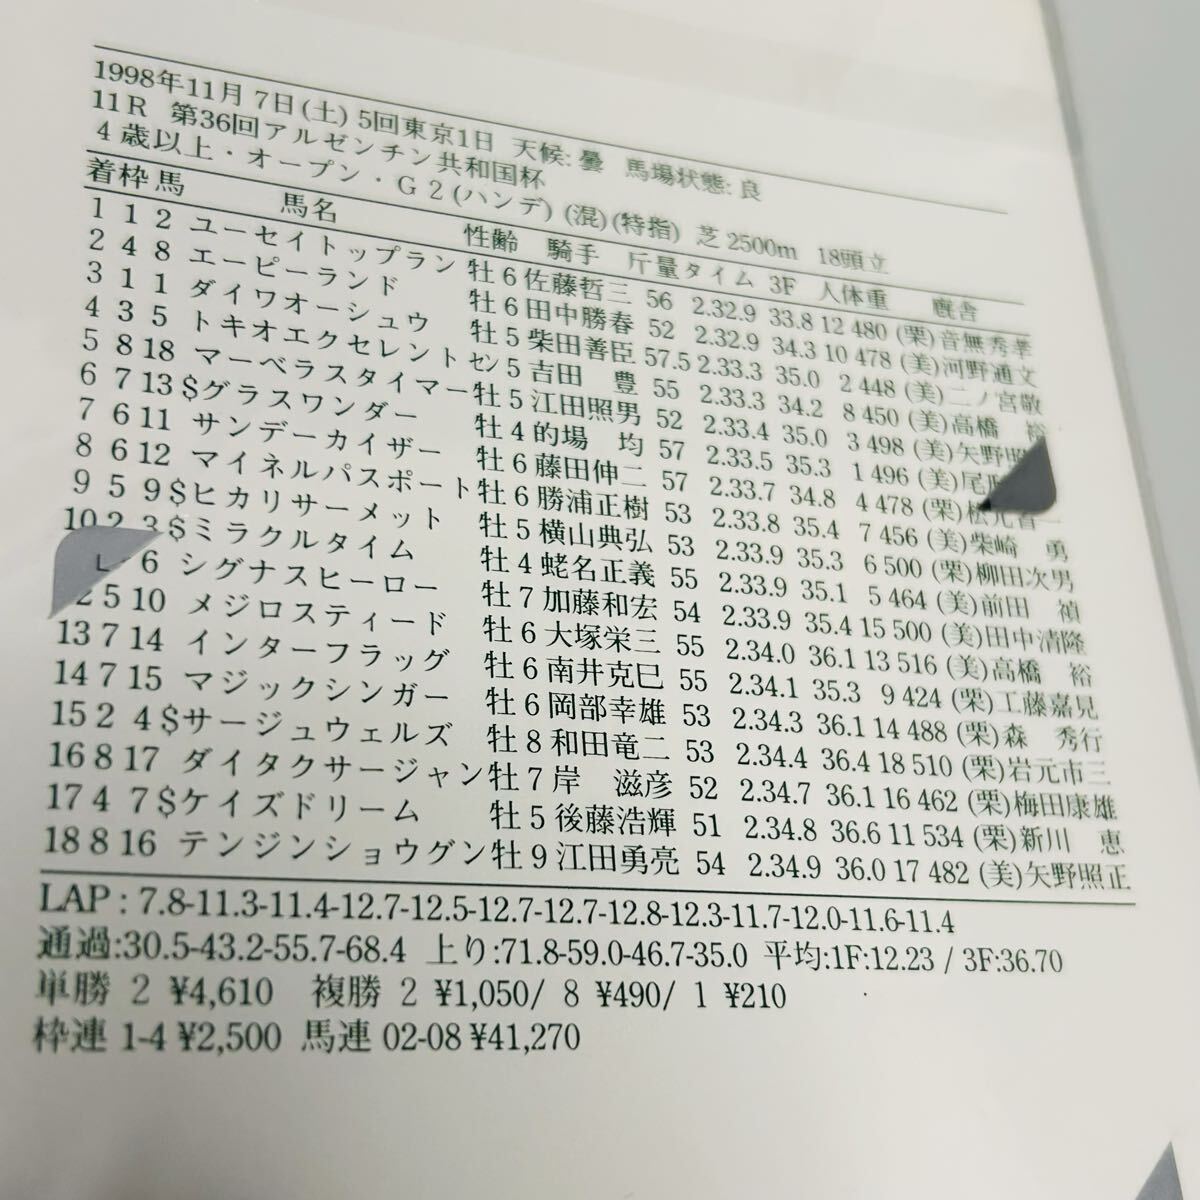 1998年11月 7日(土) 5回東京1日 天候: 曇 馬場状態: 良
11R 第36回アルゼンチン共和国杯
4歳以上・オープン・G2(ハンデ) (混)(特指) 芝 2500m 18頭立
着枠馬 馬名 性齢 騎手 斤量タイム 3F 人体重 厩舎
1 1 2 ユーセイトップラン 牡 6 佐藤哲三 56 2.32.9 33.8 12 480 (栗) 音無秀孝
2 4 8 エーピーランド 牡 6 田中勝春 52 2.32.9 34.3 10 478 (美) 河野通文
3 1 1 ダイワオーシュウ 牡 5 柴田善臣 57.5 2.33.3 35.0 2 448 (美) 二ノ宮敬
4 3 5 トキオエクセレント セン 5 吉田 豊 55 2.33.3 34.2 8 450 (美) 高橋 裕
5 8 18 マーベラスタイマー 牡 5 江田照男 52 2.33.4 35.0 3 498 (美) 矢野照
6 7 13 $グラスワンダー 牡 4 的場 均 57 2.33.5 35.3 1 496 (美) 尾形
7 6 11 サンデーカイザー 牡 6 藤田伸二 57 2.33.7 34.8 4 478 (栗) 松元省一
8 6 12 マイネルパスポート 牡 6 勝浦正樹 53 2.33.8 35.4 7 456 (美) 柴崎 勇
9 5 9 $ヒカリサーメット 牡 5 横山典弘 53 2.33.9 35.3 6 500 (栗) 柳田次男
10 2 3 $ミラクルタイム 牡 4 蛯名正義 55 2.33.9 35.1 5 464 (美) 前田 禎
6 シグナスヒーロー 牡 7 加藤和宏 54 2.33.9 35.4 15 500 (美) 田中清隆
2 5 10 メジロスティード 牡 6 大塚栄三 55 2.34.0 36.1 13 516 (美) 高橋 裕
13 7 14 インターフラッグ 牡 6 南井克巳 55 2.34.1 35.3 9 424 (栗) 工藤嘉見
14 7 15 マジックシンガー 牡 6 岡部幸雄 53 2.34.3 36.1 14 488 (栗) 森 秀行
15 2 4 $サージュウェルズ 牡 8 和田竜二 53 2.34.4 36.4 18 510 (栗) 岩元市三
16 8 17 ダイタクサージャン 牡 7 岸 滋彦 52 2.34.7 36.1 16 462 (栗) 梅田康雄
17 4 7 $ケイズドリーム 牡 5 後藤浩輝 51 2.34.8 36.6 11 534 (栗) 新川 恵
18 8 16 テンジンショウグン 牡 9 江田勇亮 54 2.34.9 36.0 17 482 (美) 矢野照正
LAP : 7.8-11.3-11.4-12.7-12.5-12.7-12.7-12.8-12.3-11.7-12.0-11.6-11.4
通過:30.5-43.2-55.7-68.4 上り:71.8-59.0-46.7-35.0 平均:1F:12.23 / 3F:36.70
単勝 2 ¥4,610 複勝 2 ¥1,050/ 8 ¥490/ 1 ¥210
枠連 1-4 ¥2,500 馬連 02-08 ¥41,270